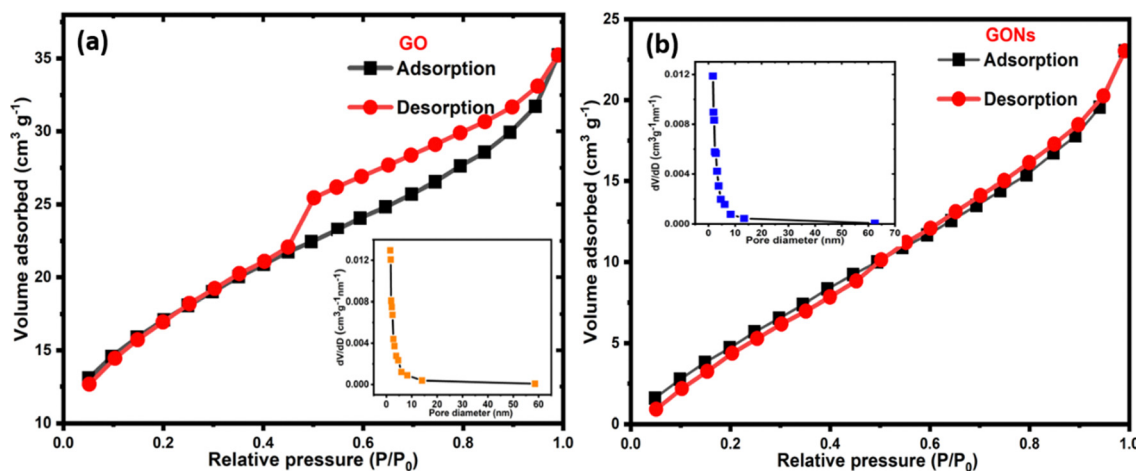 (a)
GO
Adsorption
Desorption
Volume adsorbed (cm³ g⁻¹)
35
30
25
20
15
10
0.0 0.2 0.4 0.6 0.8 1.0
Relative pressure (P/P₀)
dV/dD (cm³g⁻¹nm⁻¹)
0.012
0.008
0.004
0.000
0 10 20 30 40 50 60
Pore diameter (nm)
(b)
GONs
Adsorption
Desorption
Volume adsorbed (cm³ g⁻¹)
25
20
15
10
5
0
0.0 0.2 0.4 0.6 0.8 1.0
Relative pressure (P/P₀)
dV/dD (cm³g⁻¹nm⁻¹)
0.012
0.008
0.004
0.000
0 10 20 30 40 50 60 70
Pore diameter (nm)